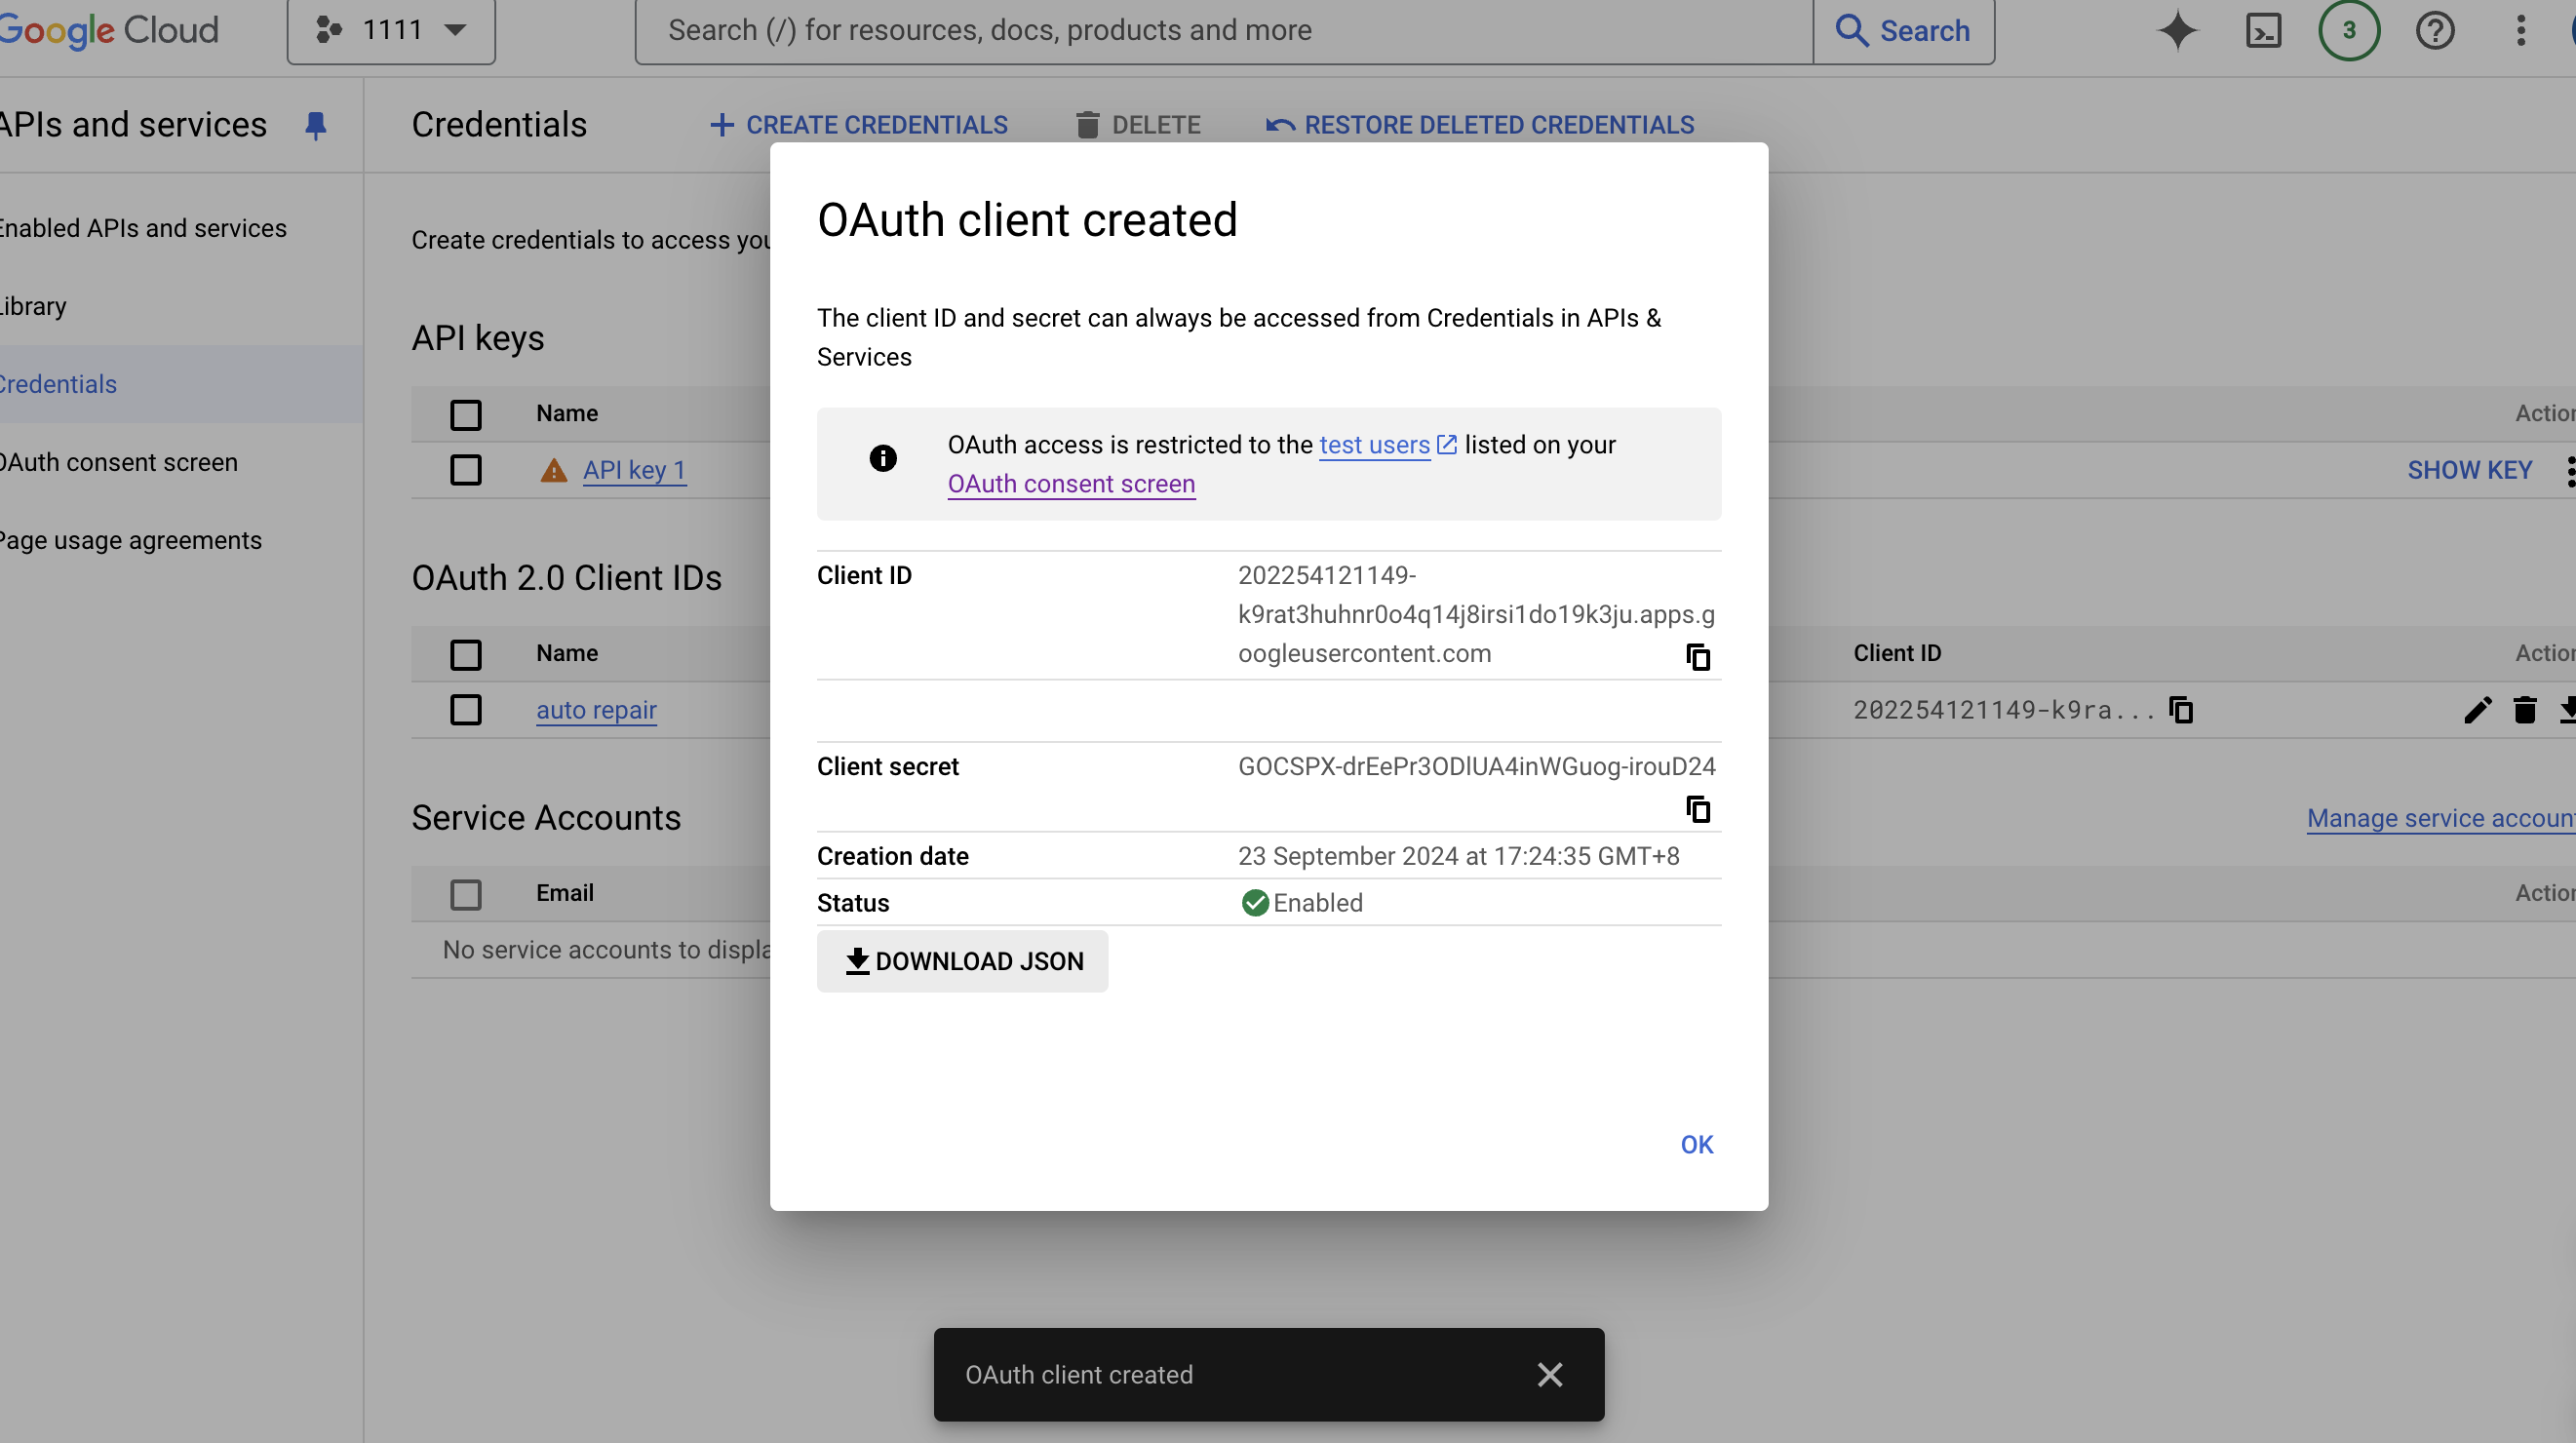 Google Cloud
1111
Search (/) for resources, docs, products and more
Search
3
APIs and services
Credentials
CREATE CREDENTIALS
DELETE
RESTORE DELETED CREDENTIALS
Enabled APIs and services
Library
Credentials
OAuth consent screen
Page usage agreements
Create credentials to access you
API keys
Name
Action
API key 1
SHOW KEY
OAuth 2.0 Client IDs
Name
Client ID
Action
auto repair
202254121149-k9ra...
Service Accounts
Manage service account
Email
Action
No service accounts to displa
OAuth client created
The client ID and secret can always be accessed from Credentials in APIs &
Services
OAuth access is restricted to the test users listed on your
OAuth consent screen
Client ID
202254121149-
k9rat3huhnr0o4q14j8irsi1do19k3ju.apps.g
oogleusercontent.com
Client secret
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
Creation date
23 September 2024 at 17:24:35 GMT+8
Status
Enabled
DOWNLOAD JSON
OK
OAuth client created